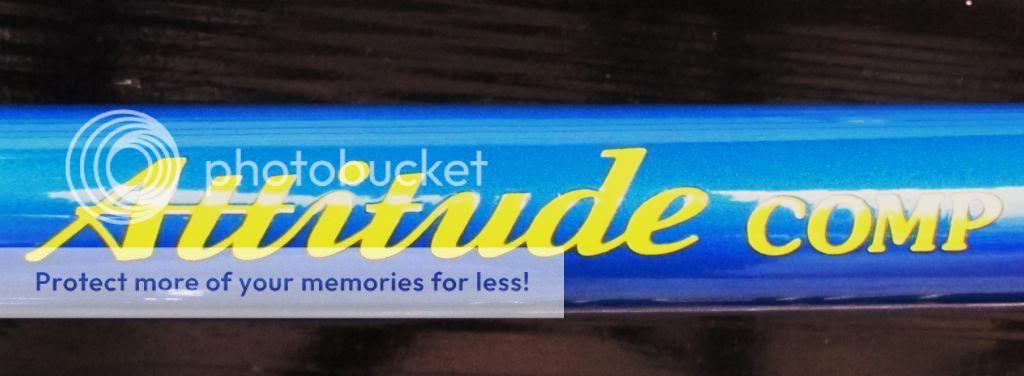 photobucket
Attitude COMP
Protect more of your memories for less!